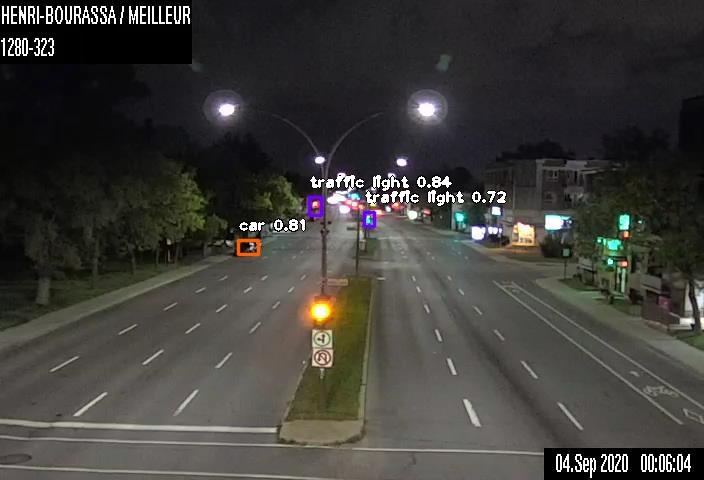 HENRI-BOURASSA / MEILLEUR
1280-323
traffic light 0.84
traffic light 0.72
car 0.81
04.Sep 2020 00:06:04